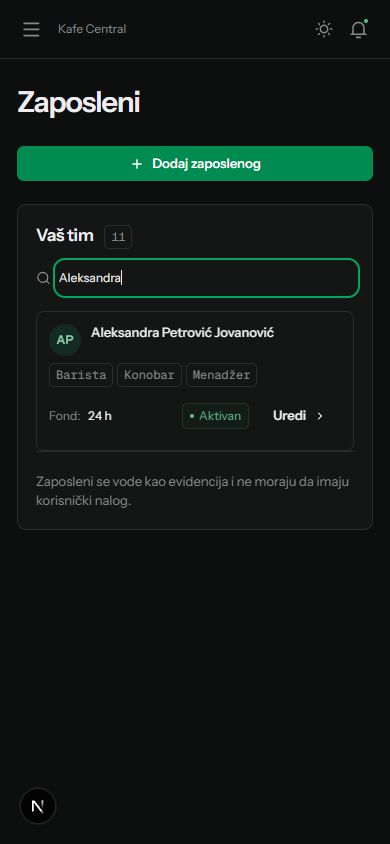 Kafe Central
Zaposleni
+ Dodaj zaposlenog
Vaš tim 11
Aleksandra
AP Aleksandra Petrović Jovanović
Barista Konobar Menadžer
Fond: 24 h Aktivan Uredi
Zaposleni se vode kao evidencija i ne moraju da imaju
korisnički nalog.
N